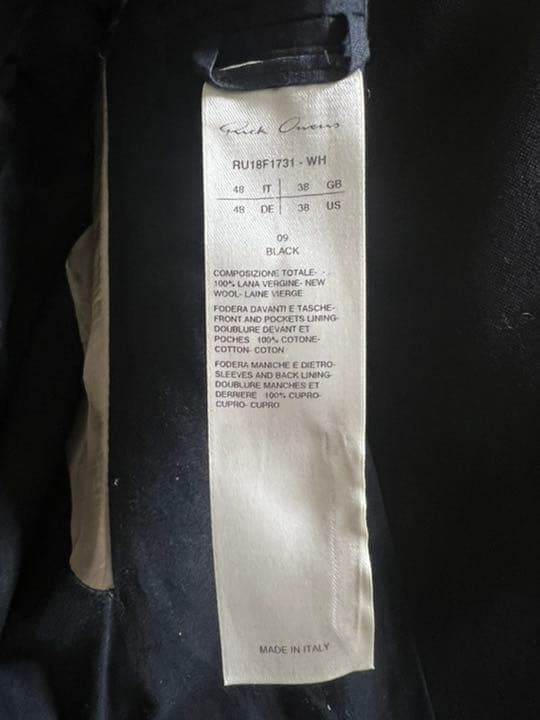 Rick Owens
RU18F1731 - WH
48 IT 38 GB
48 DE 38 US
09
BLACK
COMPOSIZIONE TOTALE-
100% LANA VERGINE- NEW
WOOL- LAINE VIERGE
FODERA DAVANTI E TASCHE-
FRONT AND POCKETS LINING-
DOUBLURE DEVANT ET
POCHES 100% COTONE-
COTTON- COTON
FODERA MANICHE E DIETRO-
SLEEVES AND BACK LINING-
DOUBLURE MANCHES ET
DERRIERE 100% CUPRO-
CUPRO- CUPRO
MADE IN ITALY